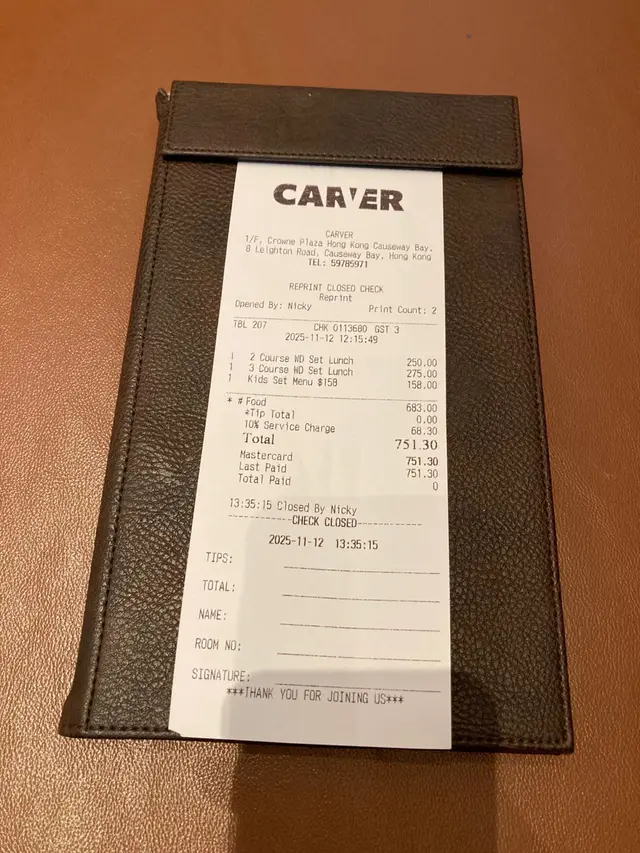 CARVER
CARVER
1/F, Crowne Plaza Hong Kong Causeway Bay,
8 Leighton Road, Causeway Bay, Hong Kong
TEL: 59785971
REPRINT CLOSED CHECK
Reprint
Opened By: Nicky Print Count: 2
TBL 207 CHK 0113680 GST 3
2025-11-12 12:15:49
1 2 Course WD Set Lunch 250.00
1 3 Course WD Set Lunch 275.00
1 Kids Set Menu $158 158.00
* # Food 683.00
*Tip Total 0.00
10% Service Charge 68.30
Total 751.30
Mastercard 751.30
Last Paid 751.30
Total Paid 0
13:35:15 Closed By Nicky
------------CHECK CLOSED------------
2025-11-12 13:35:15
TIPS:
TOTAL:
NAME:
ROOM NO:
SIGNATURE:
***THANK YOU FOR JOINING US***